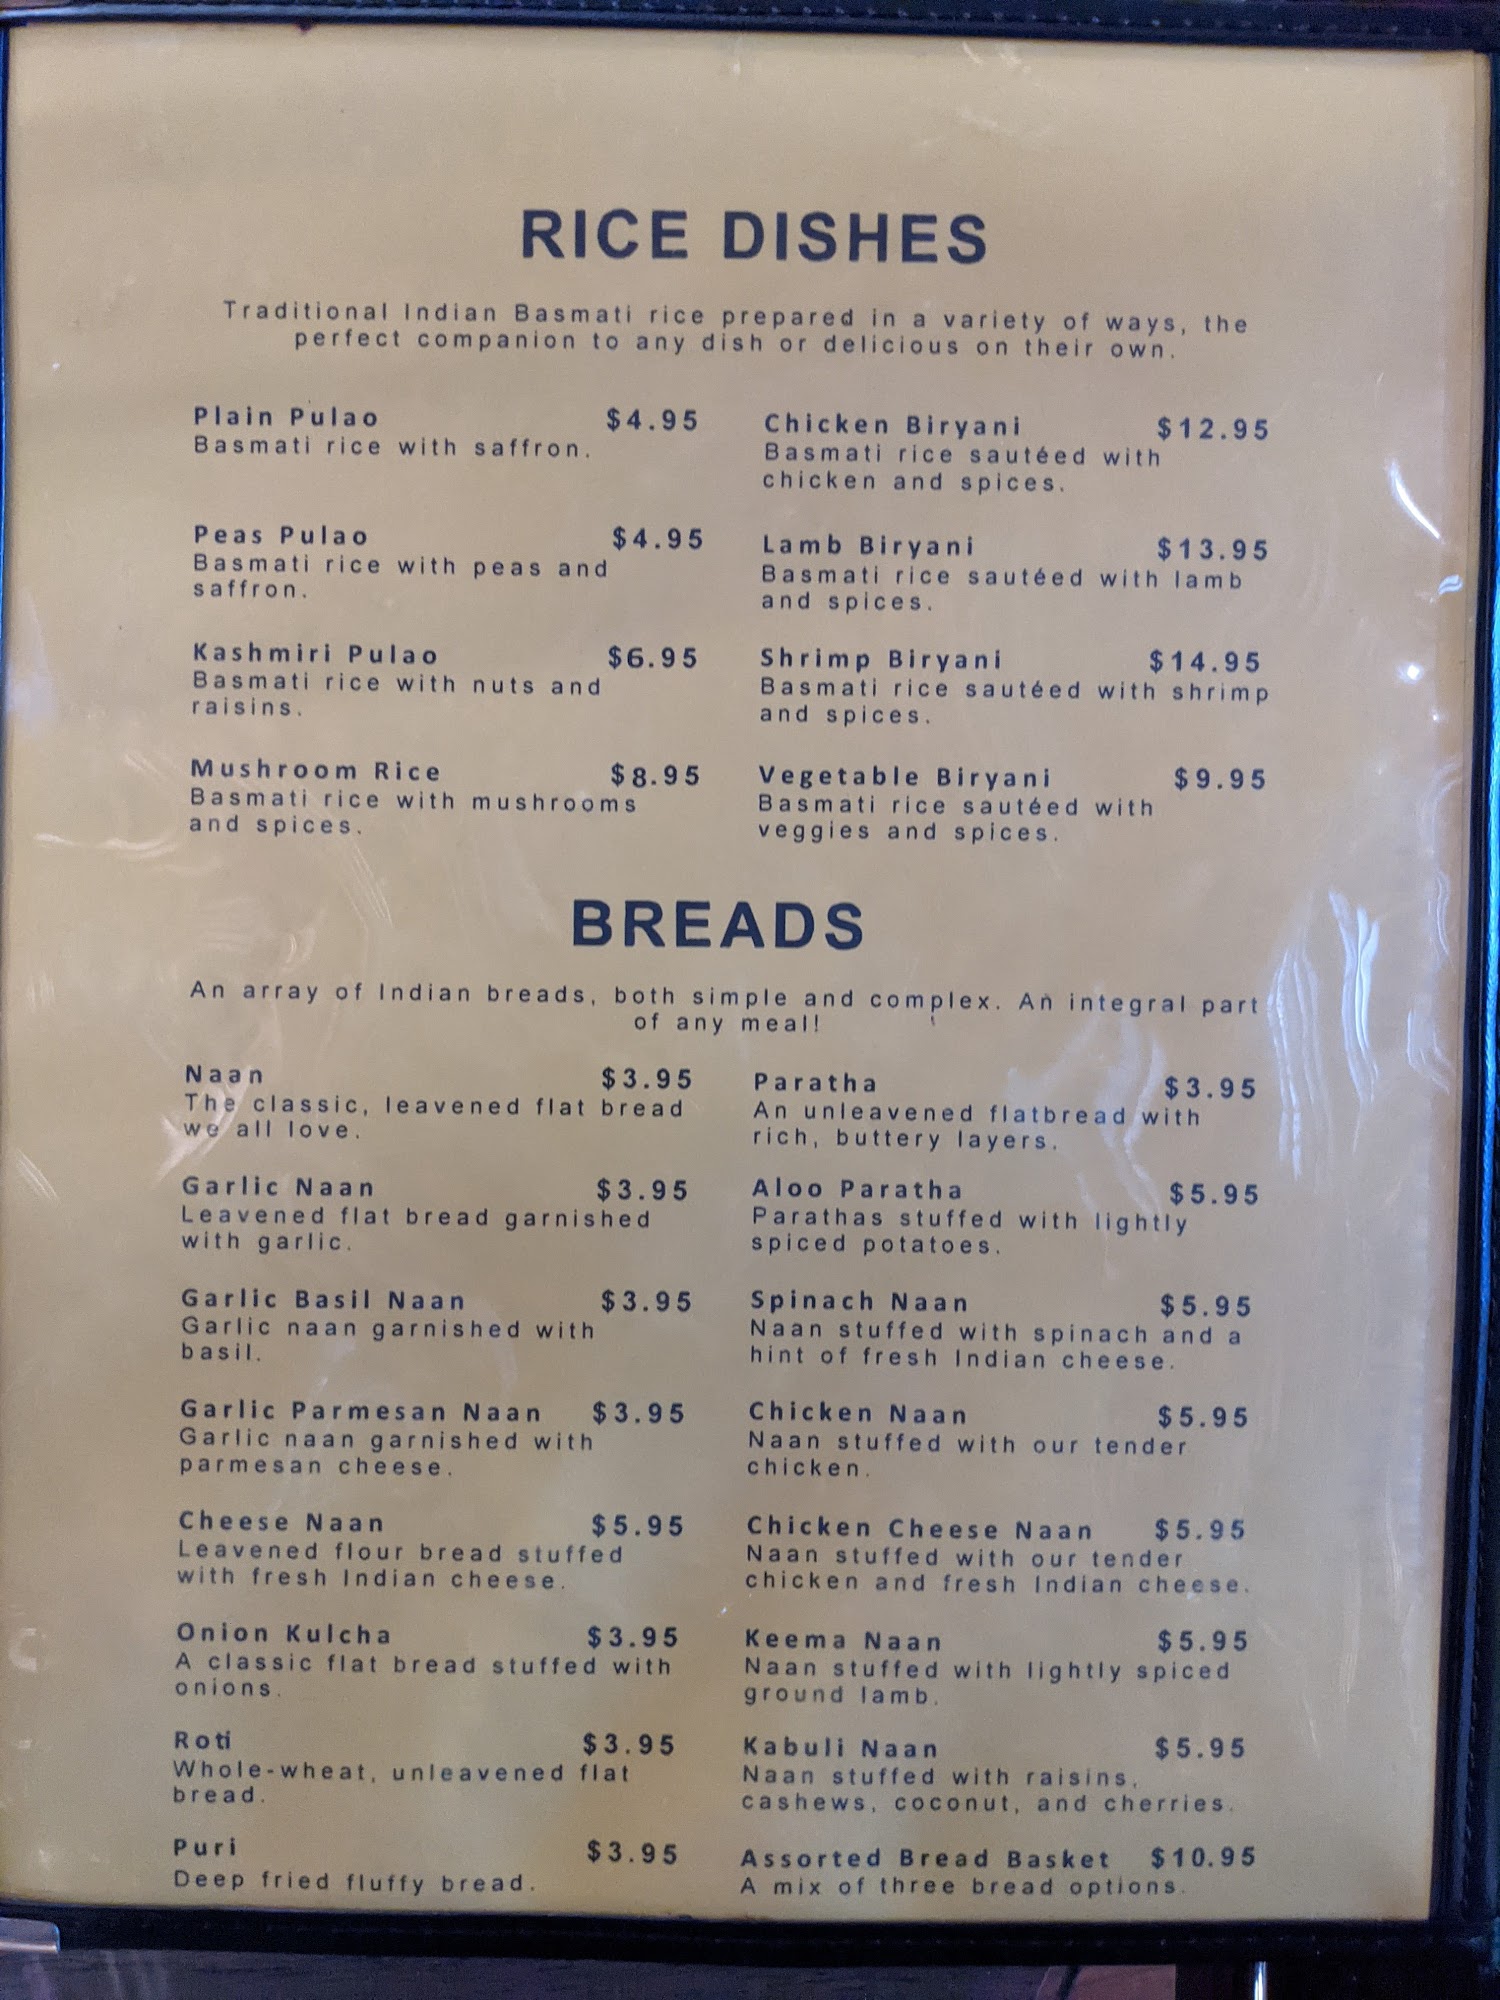 RICE DISHES
Traditional Indian Basmati rice prepared in a variety of ways, the
perfect companion to any dish or delicious on their own.
Plain Pulao $4.95
Basmati rice with saffron.
Peas Pulao $4.95
Basmati rice with peas and
saffron.
Kashmiri Pulao $6.95
Basmati rice with nuts and
raisins.
Mushroom Rice $8.95
Basmati rice with mushrooms
and spices.
Chicken Biryani $12.95
Basmati rice sautéed with
chicken and spices.
Lamb Biryani $13.95
Basmati rice sautéed with lamb
and spices.
Shrimp Biryani $14.95
Basmati rice sautéed with shrimp
and spices.
Vegetable Biryani $9.95
Basmati rice sautéed with
veggies and spices.
BREADS
An array of Indian breads, both simple and complex. An integral part
of any meal!
Naan $3.95
The classic, leavened flat bread
we all love.
Garlic Naan $3.95
Leavened flat bread garnished
with garlic.
Garlic Basil Naan $3.95
Garlic naan garnished with
basil.
Garlic Parmesan Naan $3.95
Garlic naan garnished with
parmesan cheese.
Cheese Naan $5.95
Leavened flour bread stuffed
with fresh Indian cheese.
Onion Kulcha $3.95
A classic flat bread stuffed with
onions.
Roti $3.95
Whole-wheat, unleavened flat
bread.
Puri $3.95
Deep fried fluffy bread.
Paratha $3.95
An unleavened flatbread with
rich, buttery layers.
Aloo Paratha $5.95
Parathas stuffed with lightly
spiced potatoes.
Spinach Naan $5.95
Naan stuffed with spinach and a
hint of fresh Indian cheese.
Chicken Naan $5.95
Naan stuffed with our tender
chicken.
Chicken Cheese Naan $5.95
Naan stuffed with our tender
chicken and fresh Indian cheese.
Keema Naan $5.95
Naan stuffed with lightly spiced
ground lamb.
Kabuli Naan $5.95
Naan stuffed with raisins,
cashews, coconut, and cherries.
Assorted Bread Basket $10.95
A mix of three bread options.